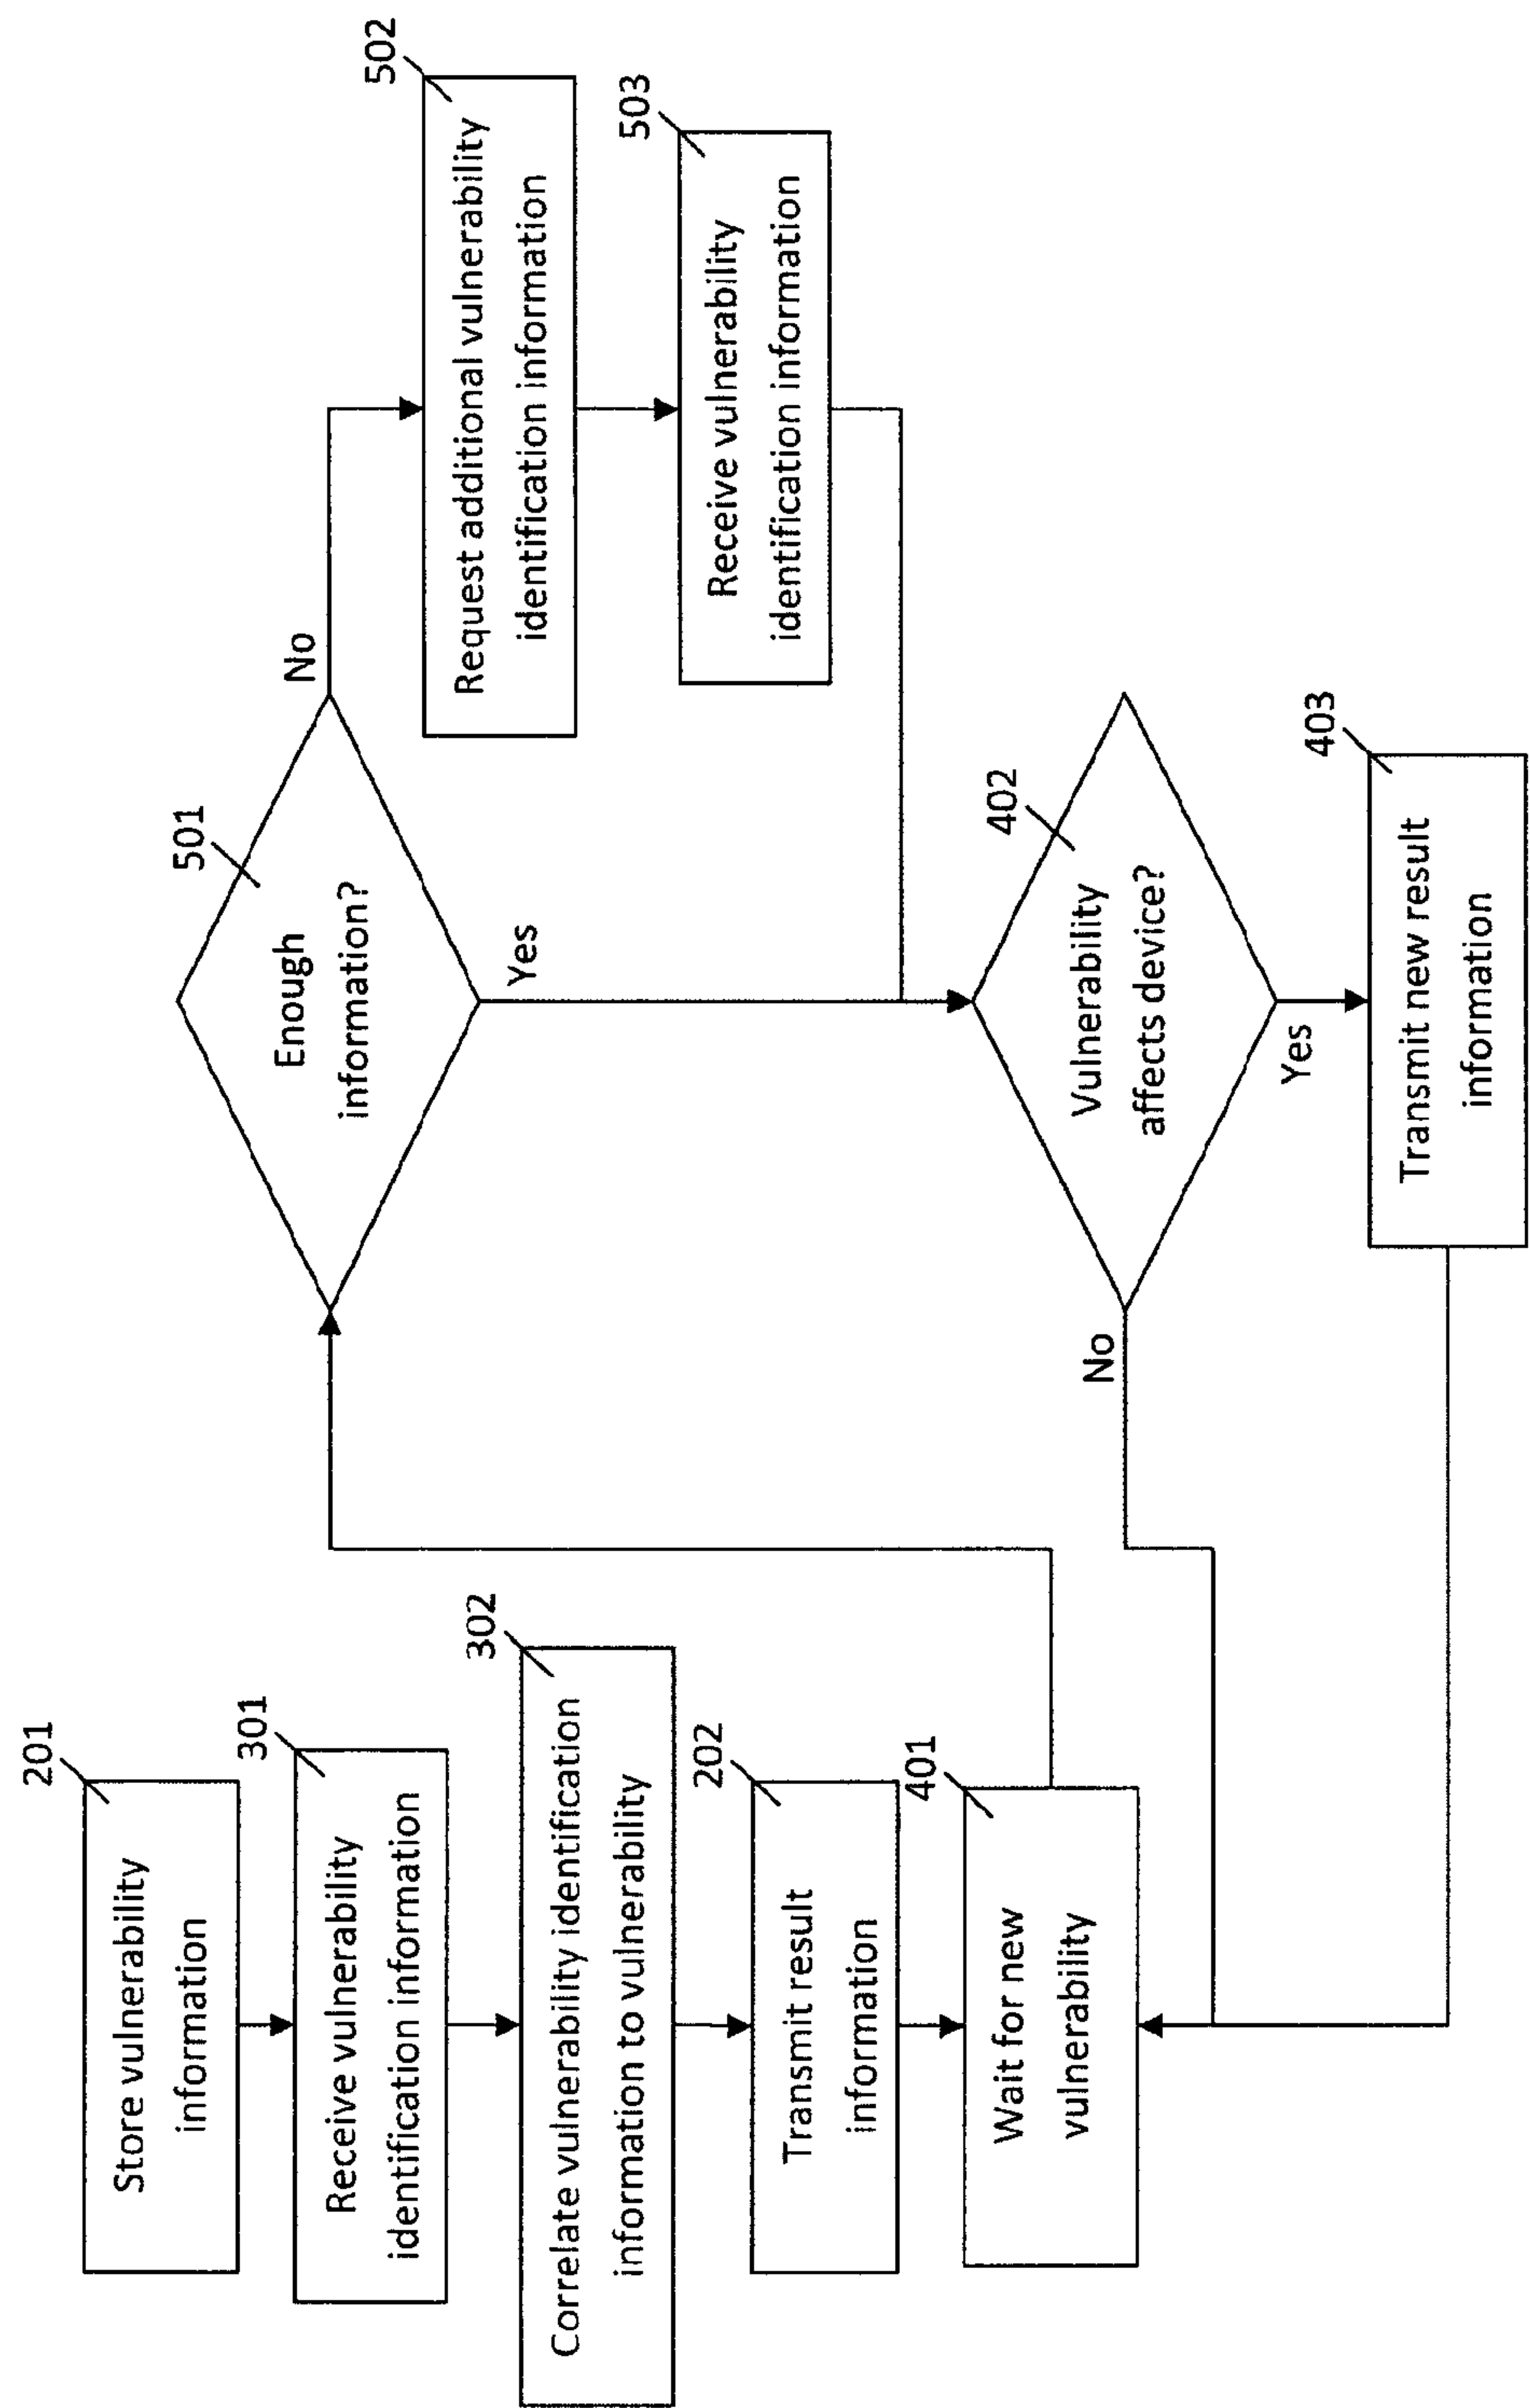 201
Store vulnerability
information
301
Receive vulnerability
identification information
302
Correlate vulnerability identification
information to vulnerability
202
Transmit result
information
401
Wait for new
vulnerability
501
Enough
information?
No
Yes
502
Request additional vulnerability
identification information
503
Receive vulnerability
identification information
402
Vulnerability
affects device?
No
Yes
403
Transmit new result
information